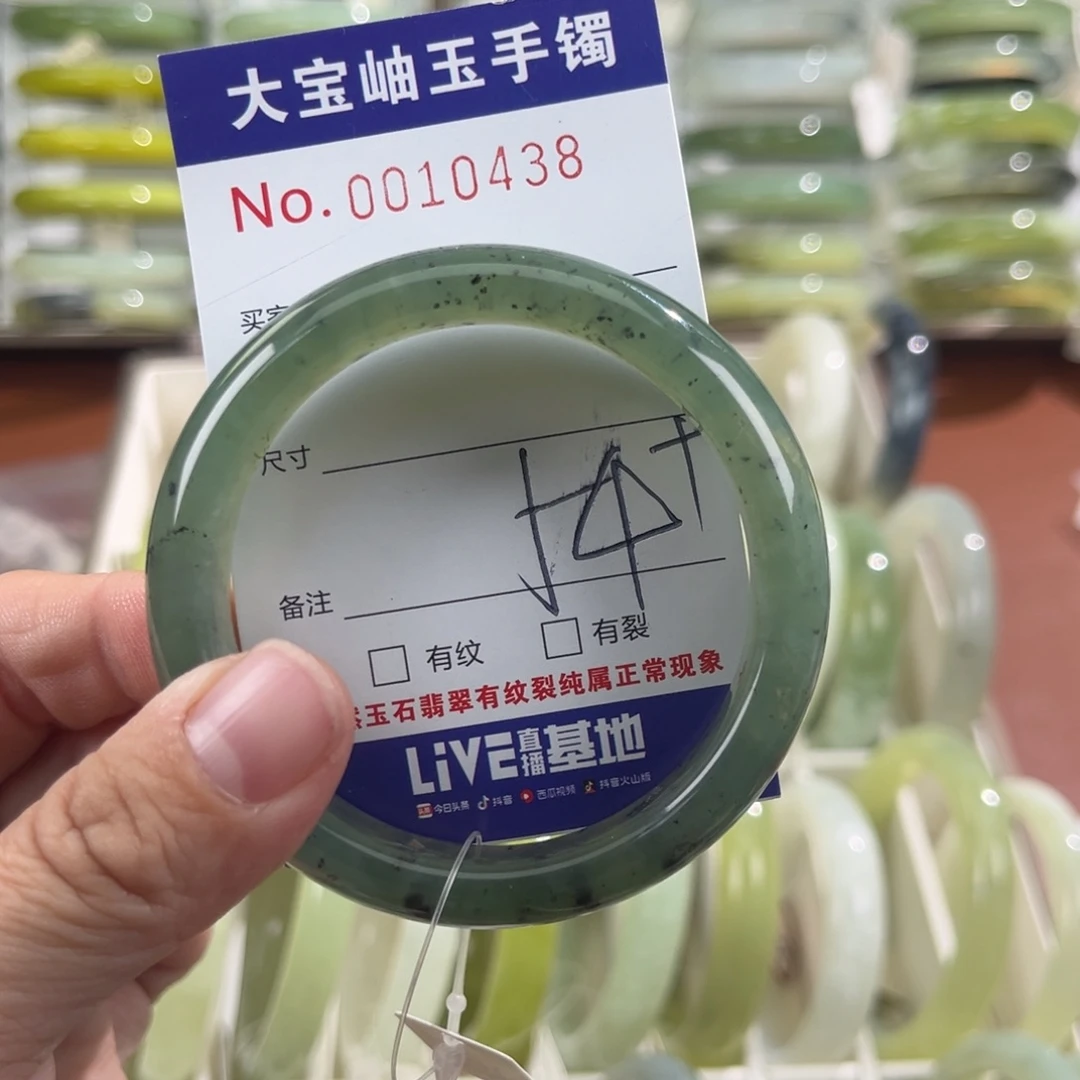 大宝岫玉手镯
No. 0010438
买家
尺寸
备注
有纹 有裂
玉石翡翠有纹裂纯属正常现象
LiVE直播基地
今日头条 抖音 西瓜视频 抖音火山版